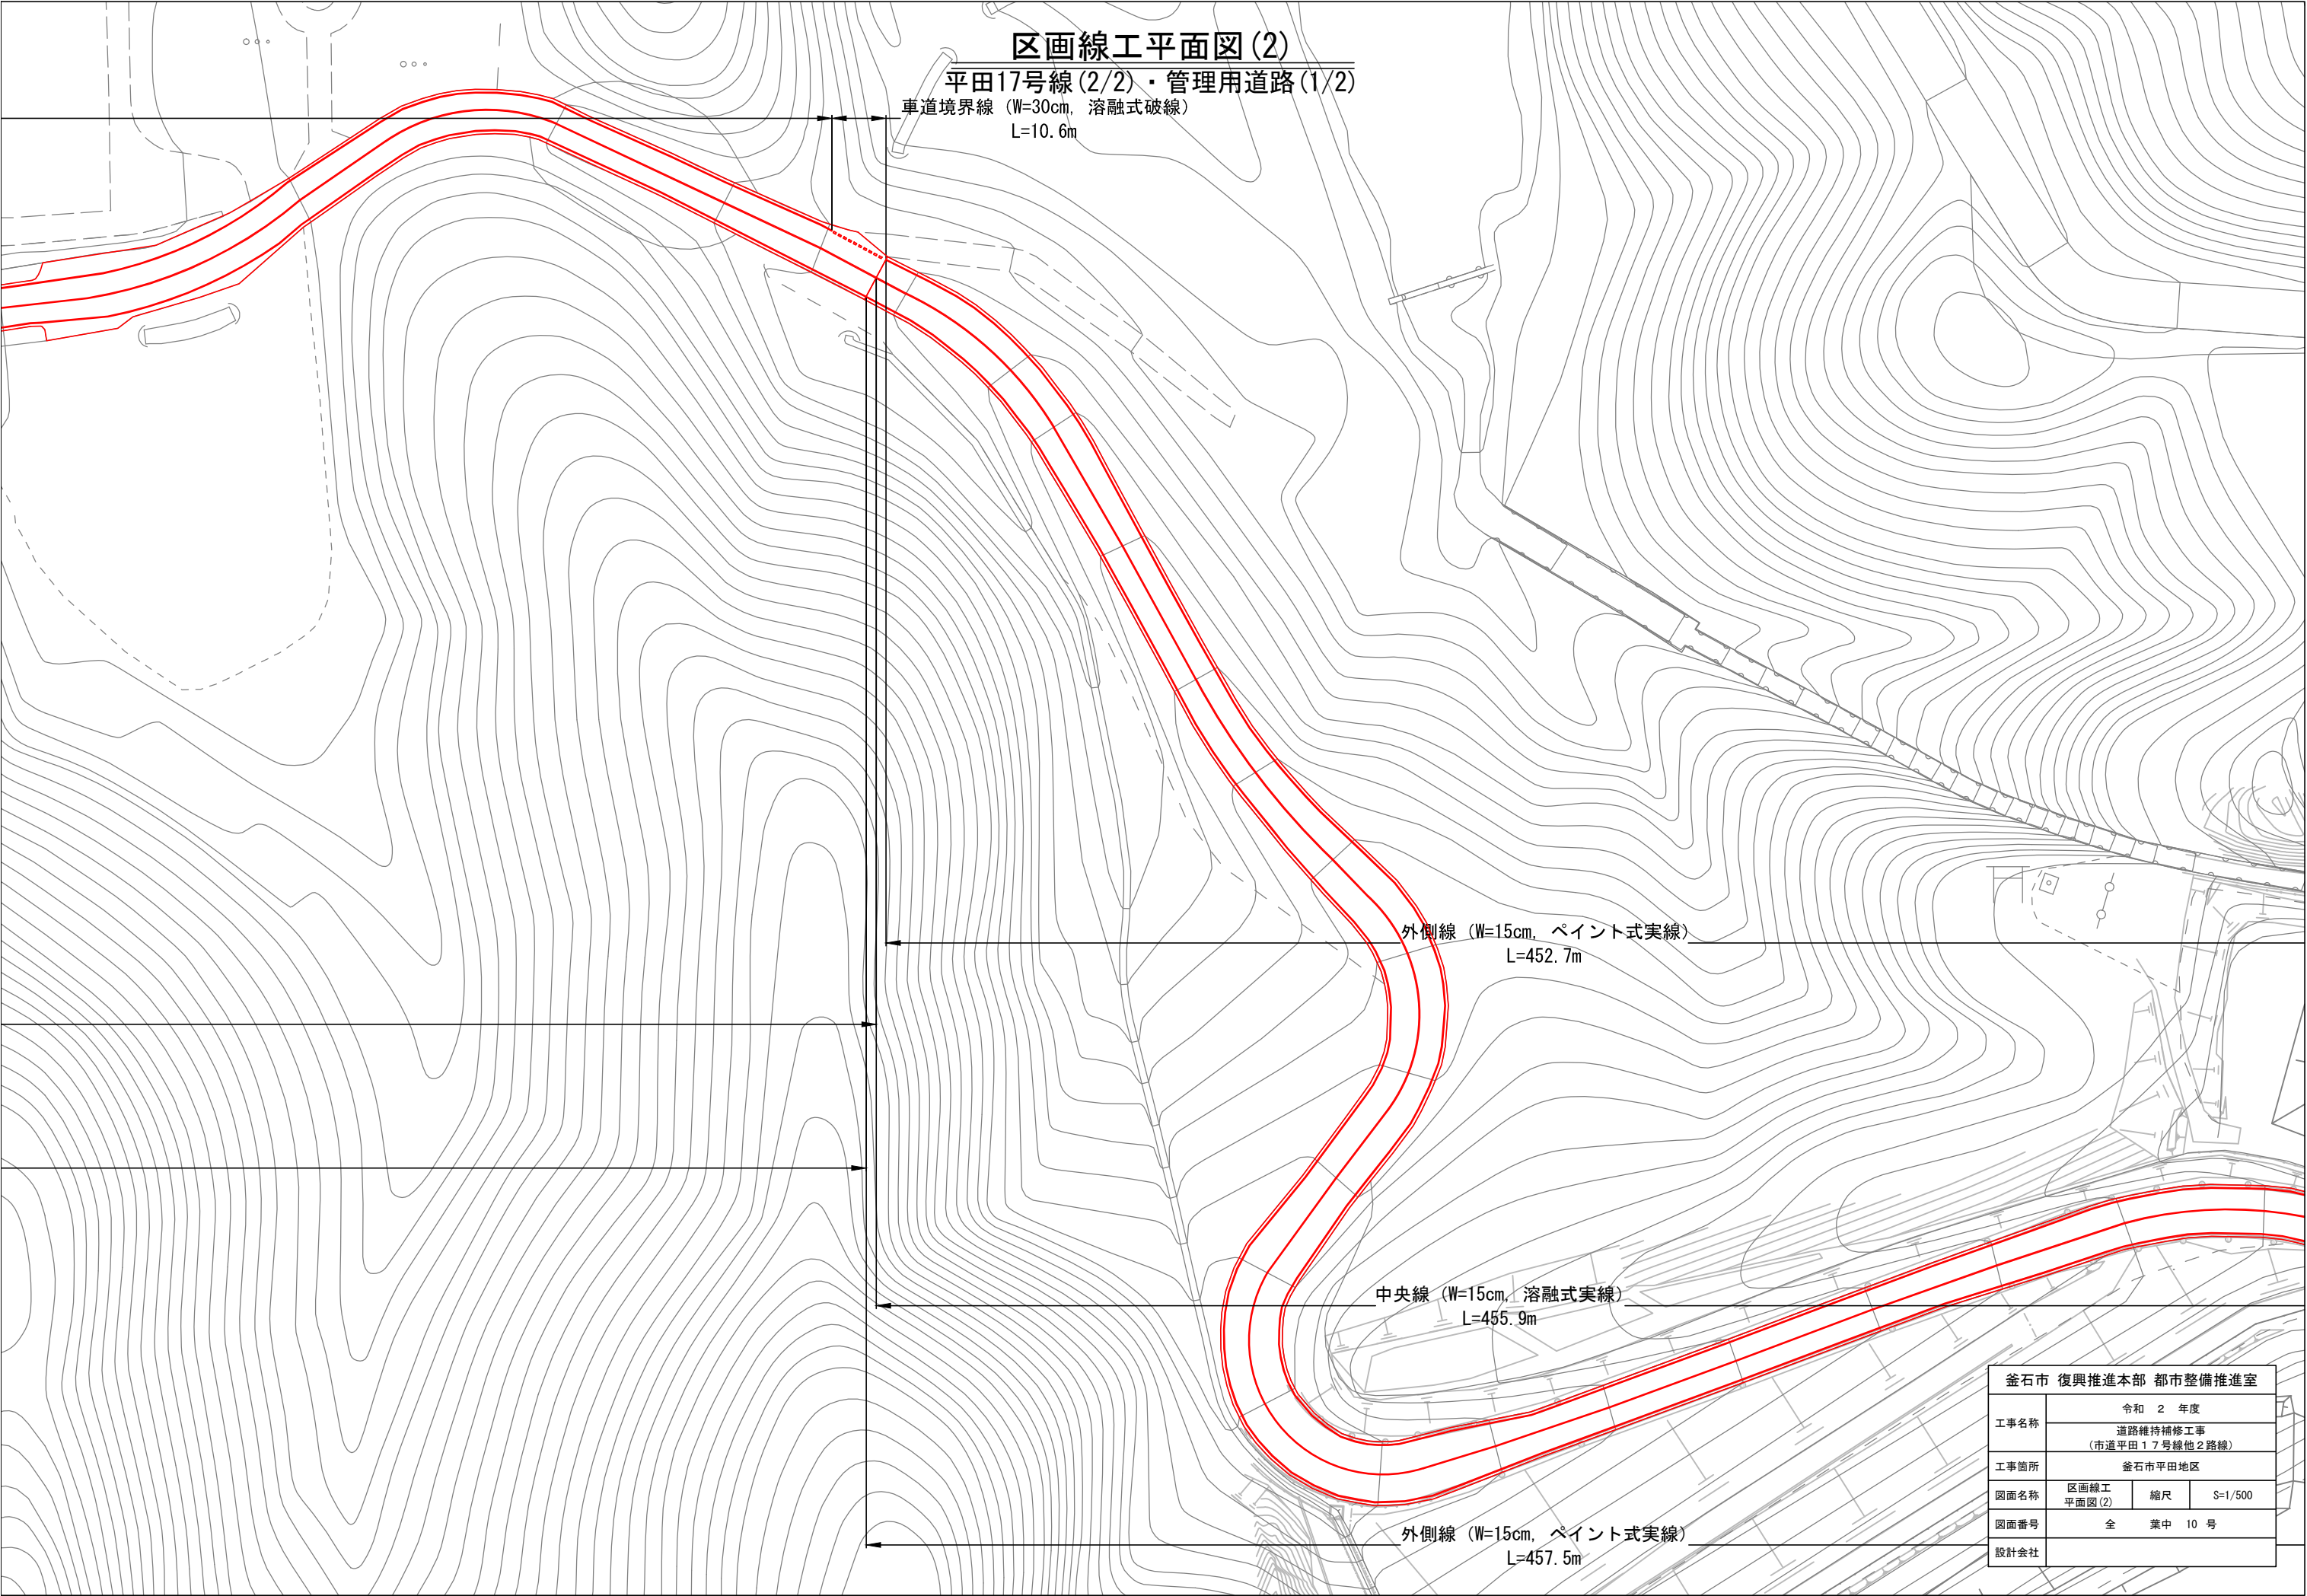 区画線工平面図(2)
平田17号線(2/2)・管理用道路(1/2)
車道境界線 (W=30cm, 溶融式破線)
L=10.6m
外側線 (W=15cm, ペイント式実線)
L=452.7m
中央線 (W=15cm, 溶融式実線)
L=455.9m
外側線 (W=15cm, ペイント式実線)
L=457.5m
釜石市 復興推進本部 都市整備推進室
工事名称 令和 2 年度
道路維持補修工事
(市道平田17号線他2路線)
工事箇所 釜石市平田地区
図面名称 区画線工
平面図(2) 縮尺 S=1/500
図面番号 全 葉中 10 号
設計会社